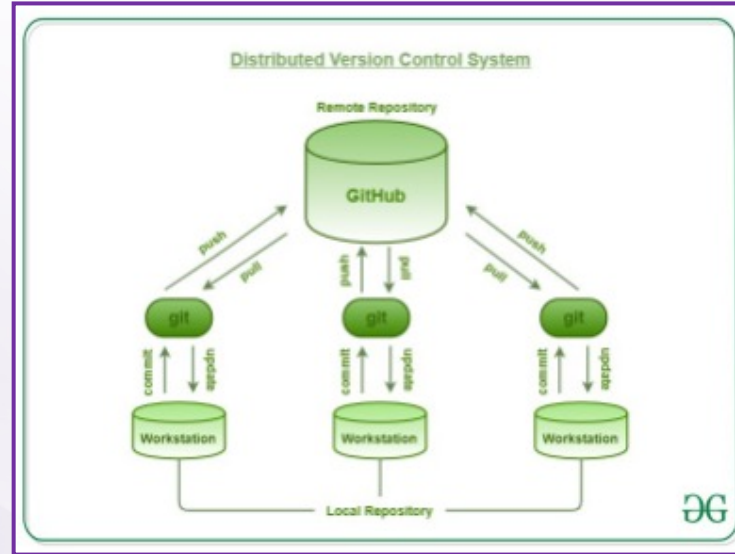 Distributed Version Control System
Remote Repository
GitHub
push
pull
push
pull
pull
push
git
git
git
commit
update
commit
update
commit
update
Workstation
Workstation
Workstation
Local Repository